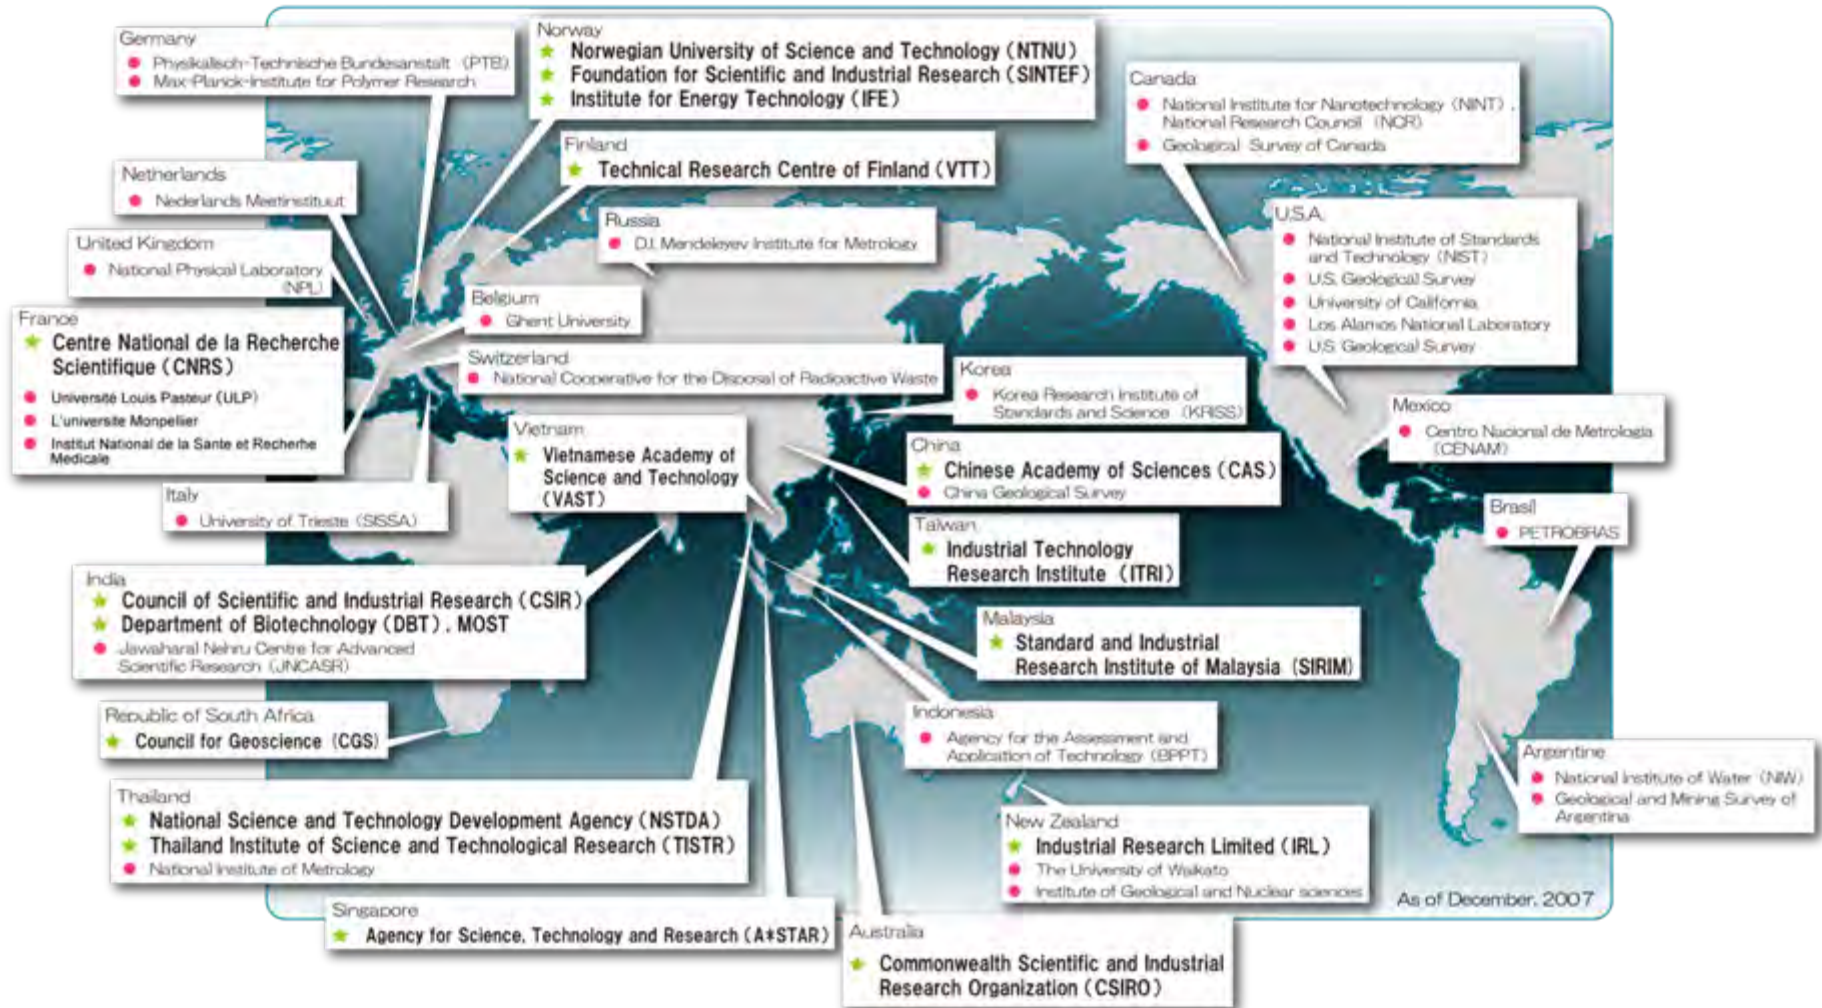 Germany
Physikalisch-Technische Bundesanstalt (PTB)
Max-Planck-Institute for Polymer Research
Norway
Norwegian University of Science and Technology (NTNU)
Foundation for Scientific and Industrial Research (SINTEF)
Institute for Energy Technology (IFE)
Canada
National Institute for Nanotechnology (NINT) ,
National Research Council (NCR)
Geological Survey of Canada
Finland
Technical Research Centre of Finland (VTT)
Netherlands
Nederlands Meetinstituut
Russia
D.I. Mendeleyev Institute for Metrology
U.S.A.
National Institute of Standards
and Technology (NIST)
U.S. Geological Survey
University of California
Los Alamos National Laboratory
U.S. Geological Survey
United Kingdom
National Physical Laboratory
(NPL)
Belgium
Ghent University
France
Centre National de la Recherche
Scientifique (CNRS)
Université Louis Pasteur (ULP)
L'universite Monpellier
Institut National de la Sante et Recherhe
Medicale
Switzerland
National Cooperative for the Disposal of Radioactive Waste
Korea
Korea Research Institute of
Standards and Science (KRISS)
Mexico
Centro Nacional de Metrologia
(CENAM)
Vietnam
Vietnamese Academy of
Science and Technology
(VAST)
China
Chinese Academy of Sciences (CAS)
China Geological Survey
Italy
University of Trieste (SISSA)
Brasil
PETROBRAS
Taiwan
Industrial Technology
Research Institute (ITRI)
India
Council of Scientific and Industrial Research (CSIR)
Department of Biotechnology (DBT) , MOST
Jawaharal Nehru Centre for Advanced
Scientific Research (JNCASR)
Malaysia
Standard and Industrial
Research Institute of Malaysia (SIRIM)
Republic of South Africa
Council for Geoscience (CGS)
Indonesia
Agency for the Assessment and
Application of Technology (BPPT)
Argentine
National Institute of Water (NIW)
Geological and Mining Survey of
Argentina
Thailand
National Science and Technology Development Agency (NSTDA)
Thailand Institute of Science and Technological Research (TISTR)
National Institute of Metrology
New Zealand
Industrial Research Limited (IRL)
The University of Waikato
Institute of Geological and Nuclear sciences
As of December, 2007
Singapore
Agency for Science, Technology and Research (A*STAR)
Australia
Commonwealth Scientific and Industrial
Research Organization (CSIRO)